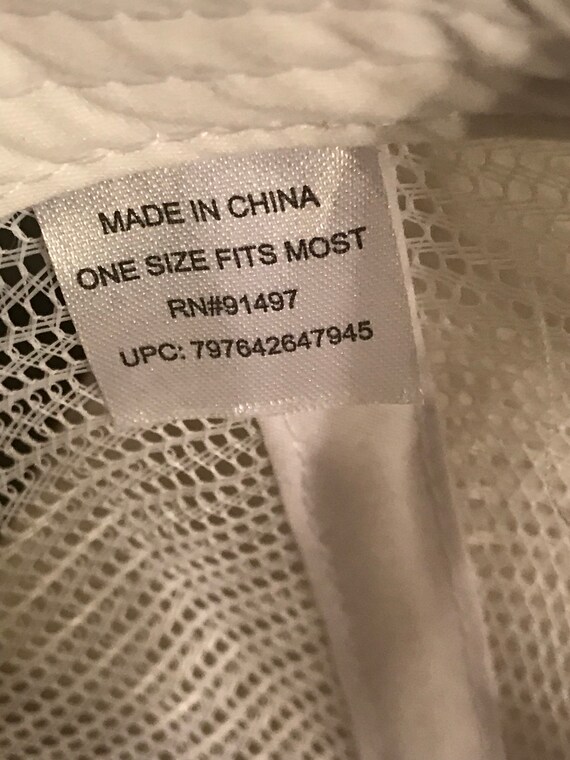 MADE IN CHINA
ONE SIZE FITS MOST
RN#91497
UPC: 797642647945